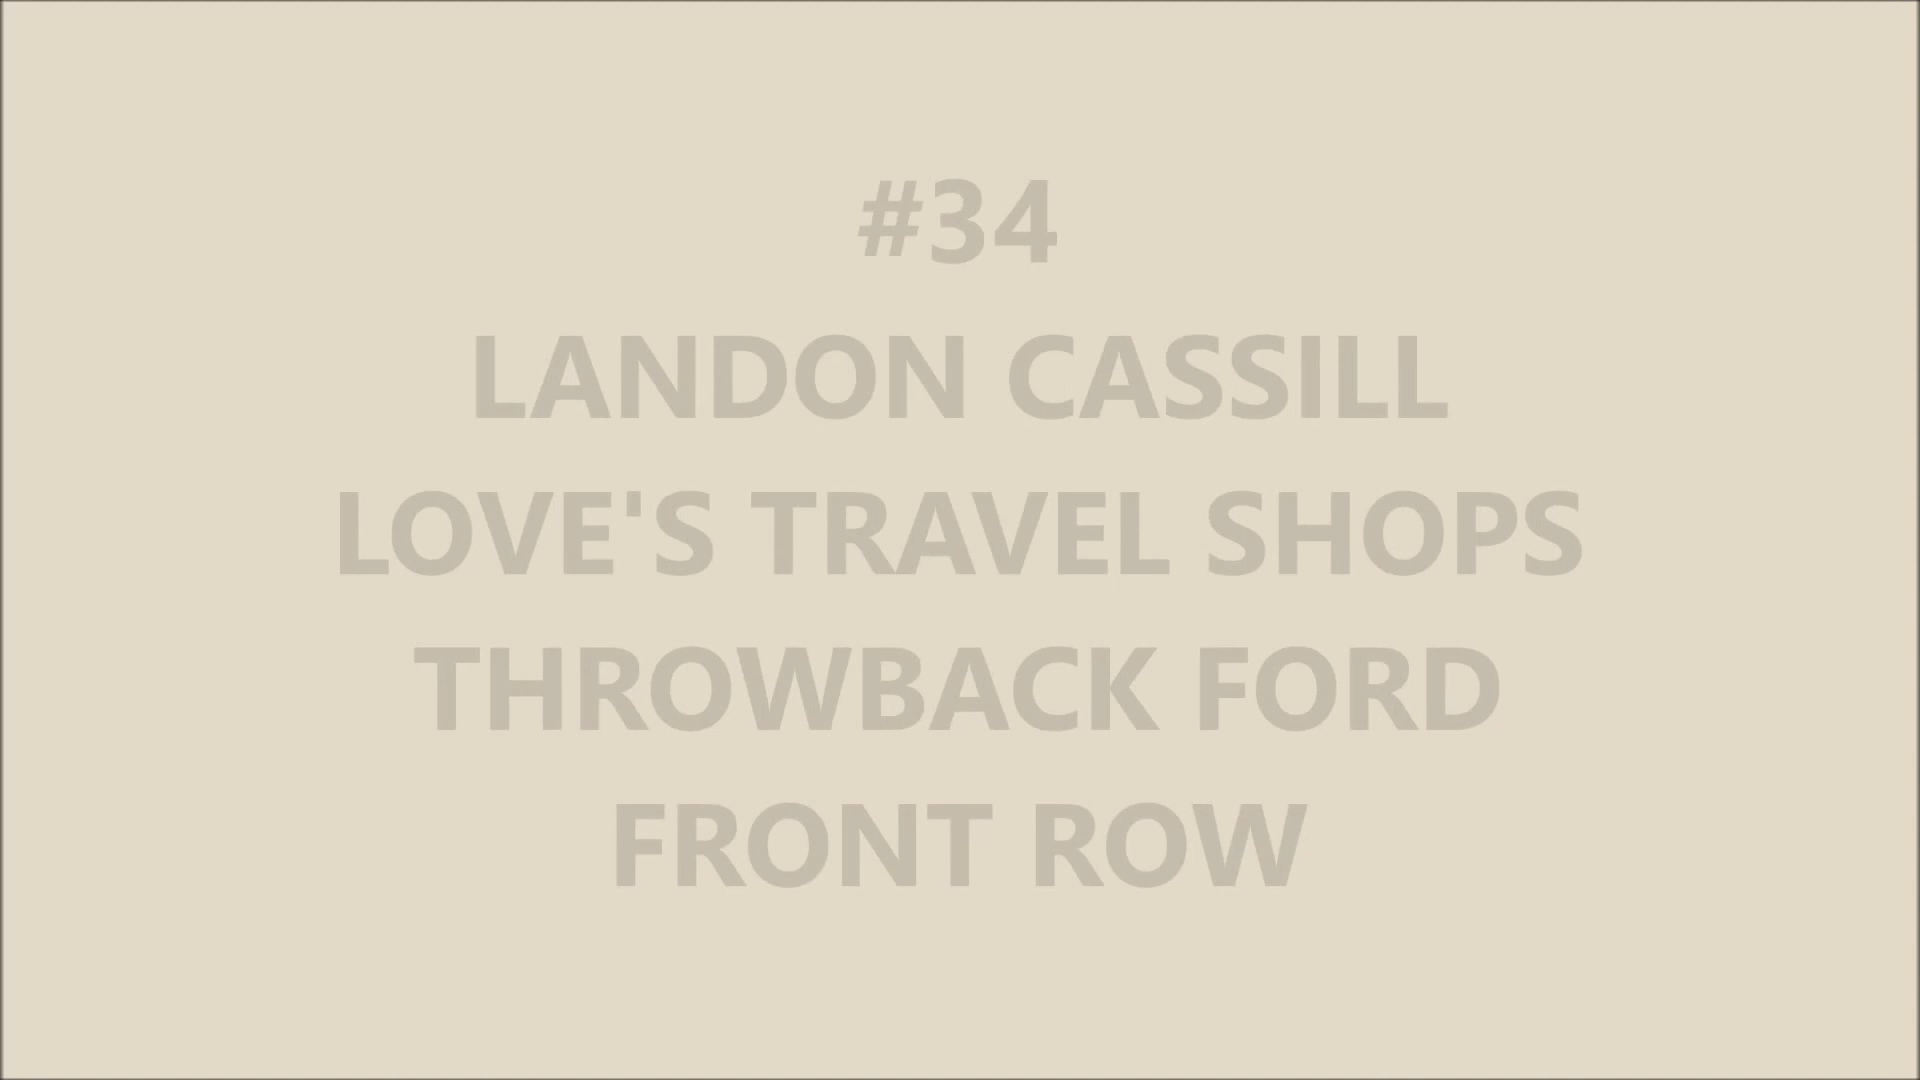 #34
LANDON CASSILL
LOVE'S TRAVEL SHOPS
THROWBACK FORD
FRONT ROW